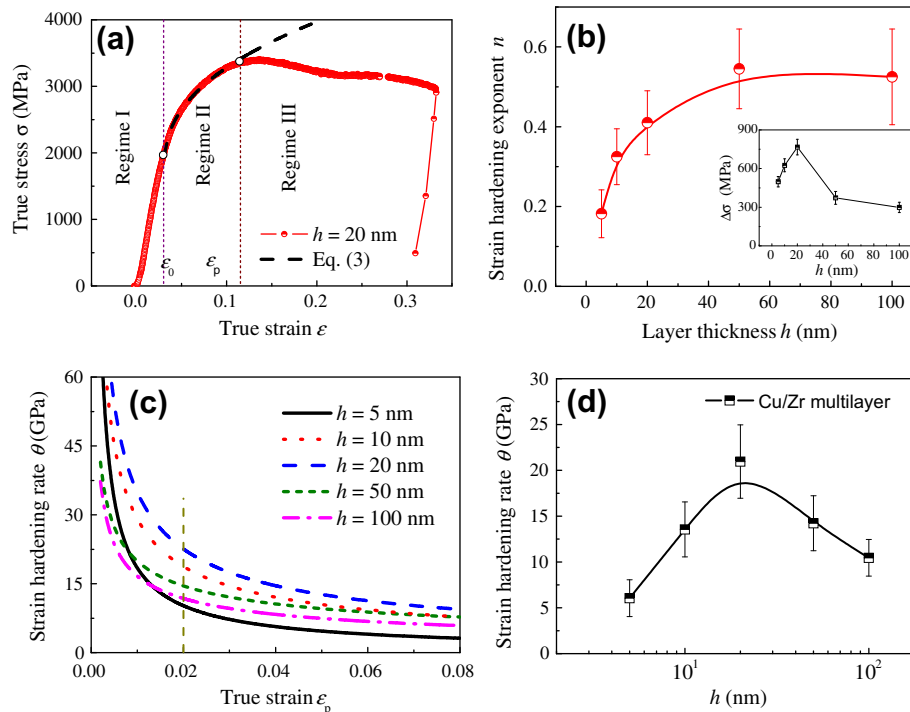 (a)
True stress σ (MPa)
4000
3000
2000
1000
0
Regime I
Regime II
Regime III
ε0
εp
h = 20 nm
Eq. (3)
0.0
0.1
0.2
0.3
True strain ε
(b)
Strain hardening exponent n
0.6
0.4
0.2
0.0
0
20
40
60
80
100
Layer thickness h (nm)
Δσ (MPa)
900
600
300
0
0
20
40
60
80
100
h (nm)
(c)
Strain hardening rate θ (GPa)
60
45
30
15
0
h = 5 nm
h = 10 nm
h = 20 nm
h = 50 nm
h = 100 nm
0.00
0.02
0.04
0.06
0.08
True strain εp
(d)
Strain hardening rate θ (GPa)
30
25
20
15
10
5
0
Cu/Zr multilayer
10¹
10²
h (nm)